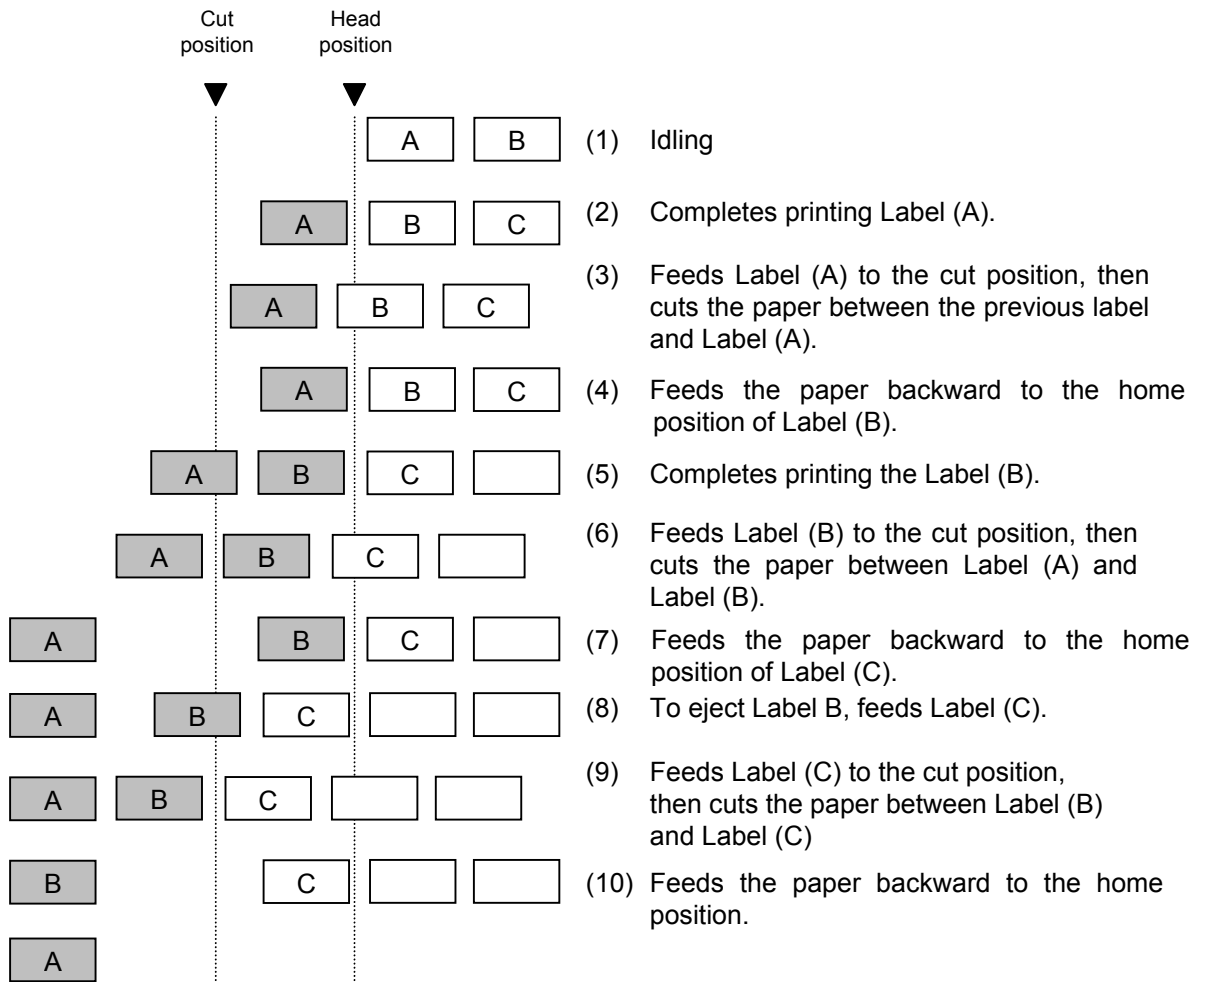 Cut
position
Head
position
A B (1) Idling
A B C (2) Completes printing Label (A).
(3) Feeds Label (A) to the cut position, then
A B C cuts the paper between the previous label
and Label (A).
A B C (4) Feeds the paper backward to the home
position of Label (B).
A B C (5) Completes printing the Label (B).
(6) Feeds Label (B) to the cut position, then
A B C cuts the paper between Label (A) and
Label (B).
A B C (7) Feeds the paper backward to the home
position of Label (C).
A B C (8) To eject Label B, feeds Label (C).
(9) Feeds Label (C) to the cut position,
A B C then cuts the paper between Label (B)
and Label (C)
B C (10) Feeds the paper backward to the home
position.
A